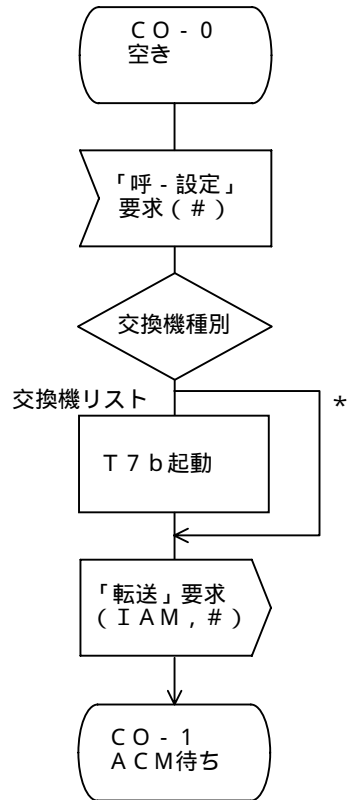 ＣＯ－０
空き
「呼－設定」
要求（＃）
交換機種別
交換機リスト
＊
Ｔ７ｂ起動
「転送」要求
（ＩＡＭ，＃）
ＣＯ－１
ＡＣＭ待ち